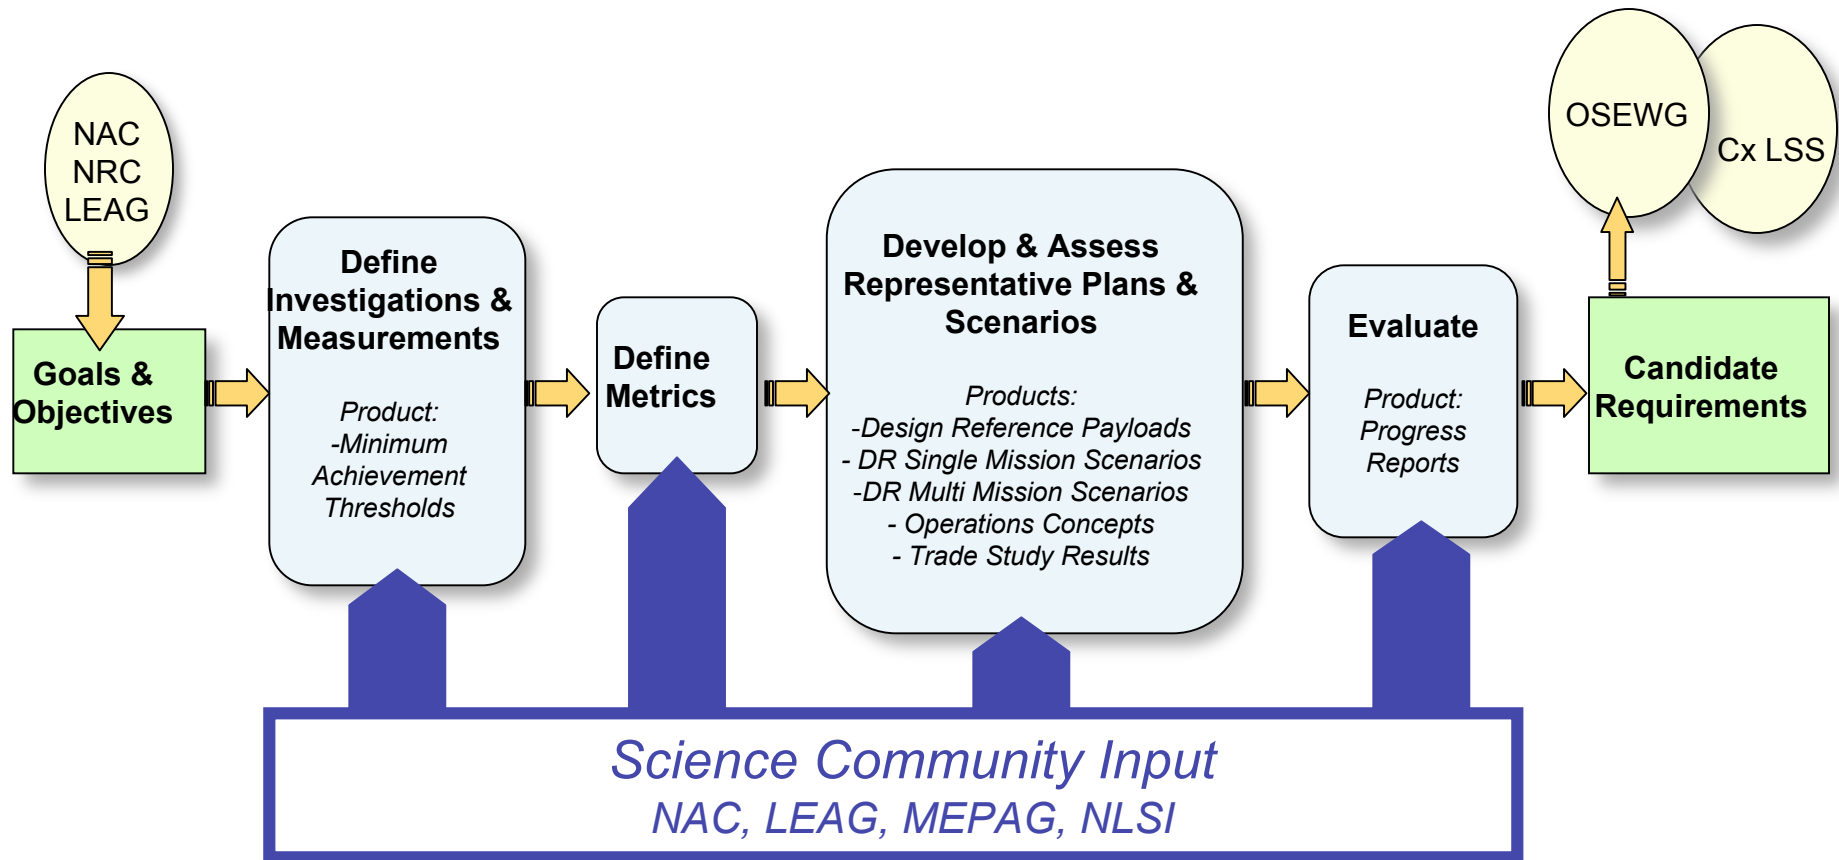 NAC
NRC
LEAG
Goals &
Objectives
Define
Investigations &
Measurements
Product:
-Minimum
Achievement
Thresholds
Define
Metrics
Develop & Assess
Representative Plans &
Scenarios
Products:
-Design Reference Payloads
- DR Single Mission Scenarios
-DR Multi Mission Scenarios
- Operations Concepts
- Trade Study Results
Evaluate
Product:
Progress
Reports
Candidate
Requirements
OSEWG
Cx LSS
Science Community Input
NAC, LEAG, MEPAG, NLSI